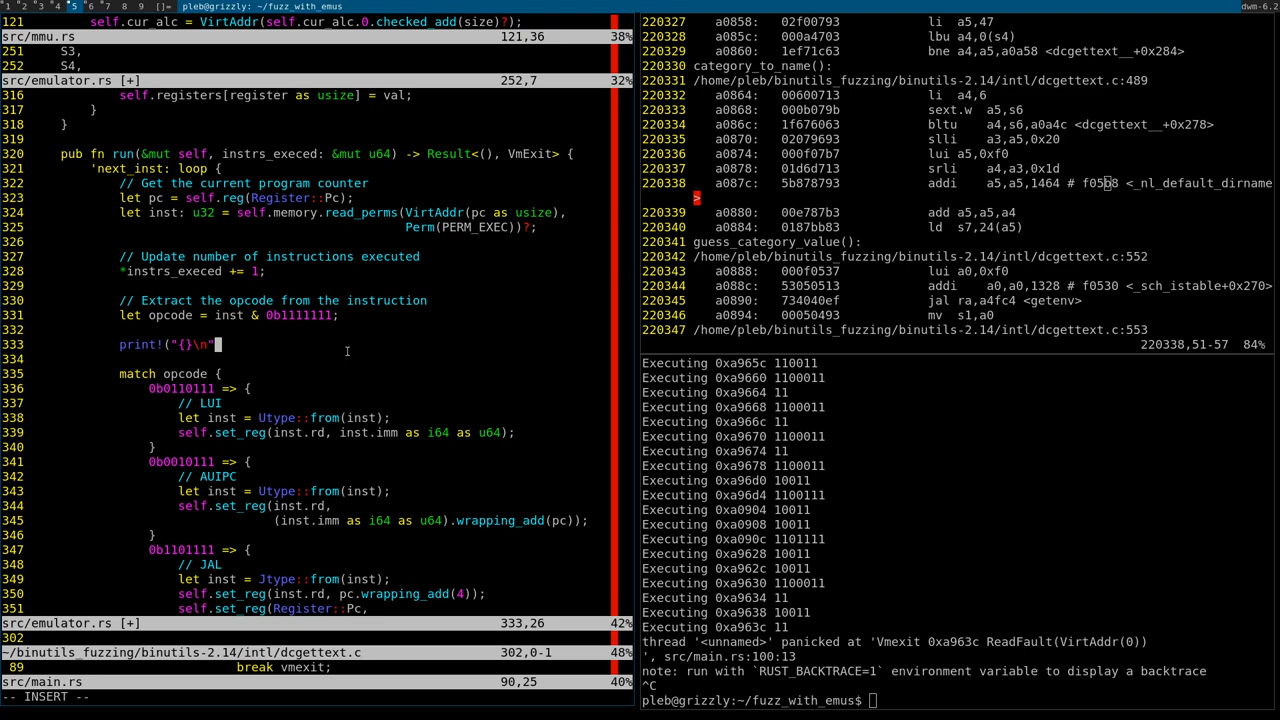 1 2 3 4 5 6 7 8 9 []= pleb@grizzly: ~/fuzz_with_emus dwm-6.2
121 self.cur_alc = VirtAddr(self.cur_alc.0.checked_add(size)?);
src/mmu.rs 121,36 38%
251 S3,
252 S4,
src/emulator.rs [+] 252,7 32%
316 self.registers[register as usize] = val;
317 }
318 }
319
320 pub fn run(&mut self, instrs_execed: &mut u64) -> Result<(), VmExit> {
321 'next_inst: loop {
322 // Get the current program counter
323 let pc = self.reg(Register::Pc);
324 let inst: u32 = self.memory.read_perms(VirtAddr(pc as usize),
325 Perm(PERM_EXEC))?;
326
327 // Update number of instructions executed
328 *instrs_execed += 1;
329
330 // Extract the opcode from the instruction
331 let opcode = inst & 0b1111111;
332
333 print!("{}\n"
334
335 match opcode {
336 0b0110111 => {
337 // LUI
338 let inst = Utype::from(inst);
339 self.set_reg(inst.rd, inst.imm as i64 as u64);
340 }
341 0b0010111 => {
342 // AUIPC
343 let inst = Utype::from(inst);
344 self.set_reg(inst.rd,
345 (inst.imm as i64 as u64).wrapping_add(pc));
346 }
347 0b1101111 => {
348 // JAL
349 let inst = Jtype::from(inst);
350 self.set_reg(inst.rd, pc.wrapping_add(4));
351 self.set_reg(Register::Pc,
src/emulator.rs [+] 333,26 42%
302
~/binutils_fuzzing/binutils-2.14/intl/dcgettext.c 302,0-1 48%
89 break vmexit;
src/main.rs 90,25 40%
-- INSERT --
220327 a0858: 02f00793 li a5,47
220328 a085c: 000a4703 lbu a4,0(s4)
220329 a0860: 1ef71c63 bne a4,a5,a0a58 <dcgettext__+0x284>
220330 category_to_name():
220331 /home/pleb/binutils_fuzzing/binutils-2.14/intl/dcgettext.c:489
220332 a0864: 00600713 li a4,6
220333 a0868: 000b079b sext.w a5,s6
220334 a086c: 1f676063 bltu a4,s6,a0a4c <dcgettext__+0x278>
220335 a0870: 02079693 slli a3,a5,0x20
220336 a0874: 000f07b7 lui a5,0xf0
220337 a0878: 01d6d713 srli a4,a3,0x1d
220338 a087c: 5b878793 addi a5,a5,1464 # f05b8 <_nl_default_dirname
>
220339 a0880: 00e787b3 add a5,a5,a4
220340 a0884: 0187bb83 ld s7,24(a5)
220341 guess_category_value():
220342 /home/pleb/binutils_fuzzing/binutils-2.14/intl/dcgettext.c:552
220343 a0888: 000f0537 lui a0,0xf0
220344 a088c: 53050513 addi a0,a0,1328 # f0530 <_sch_istable+0x270>
220345 a0890: 734040ef jal ra,a4fc4 <getenv>
220346 a0894: 00050493 mv s1,a0
220347 /home/pleb/binutils_fuzzing/binutils-2.14/intl/dcgettext.c:553
220338,51-57 84%
Executing 0xa965c 110011
Executing 0xa9660 1100011
Executing 0xa9664 11
Executing 0xa9668 1100011
Executing 0xa966c 11
Executing 0xa9670 1100011
Executing 0xa9674 11
Executing 0xa9678 1100011
Executing 0xa96d0 10011
Executing 0xa96d4 1100111
Executing 0xa0904 10011
Executing 0xa0908 10011
Executing 0xa090c 1101111
Executing 0xa9628 10011
Executing 0xa962c 10011
Executing 0xa9630 1100011
Executing 0xa9634 11
Executing 0xa9638 10011
Executing 0xa963c 11
thread '<unnamed>' panicked at 'Vmexit 0xa963c ReadFault(VirtAddr(0))
', src/main.rs:100:13
note: run with `RUST_BACKTRACE=1` environment variable to display a backtrace
^C
pleb@grizzly:~/fuzz_with_emus$